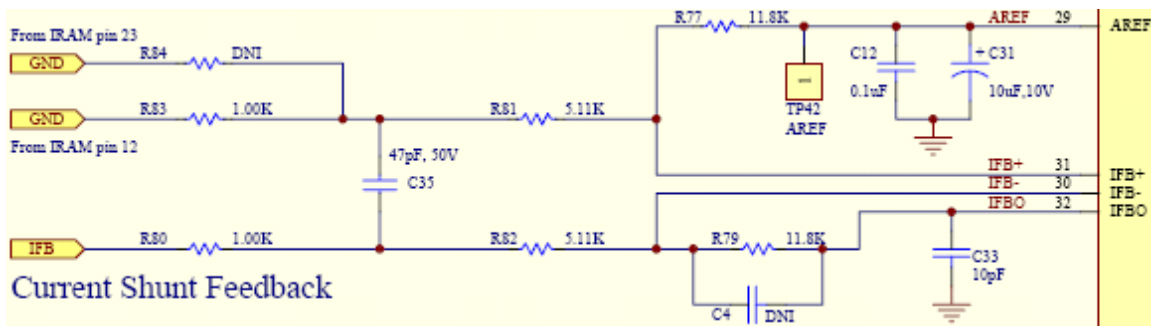 R77 11.8K AREF 29 AREF
From IRAM pin 23
R84 DNI
GND
C12 0.1uF
+ C31 10uF,10V
1
TP42
AREF
R83 1.00K R81 5.11K
GND
From IRAM pin 12
47pF, 50V
C35
IFB+ 31 IFB+
IFB- 30 IFB-
IFBO 32 IFBO
R80 1.00K R82 5.11K R79 11.8K
IFB
C33
10pF
C4 DNI
Current Shunt Feedback